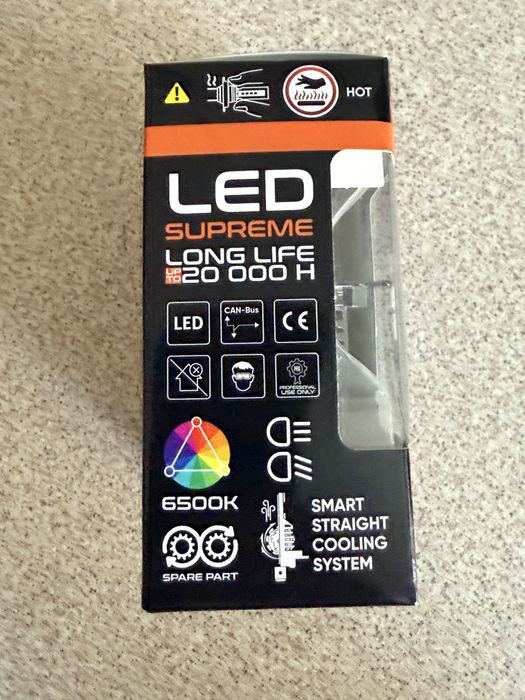 HOT
LED
SUPREME
LONG LIFE
UP TO 20 000 H
LED
CAN-Bus
CE
PROFESSIONAL
USE ONLY
6500K
SMART
STRAIGHT
COOLING
SYSTEM
SPARE PART